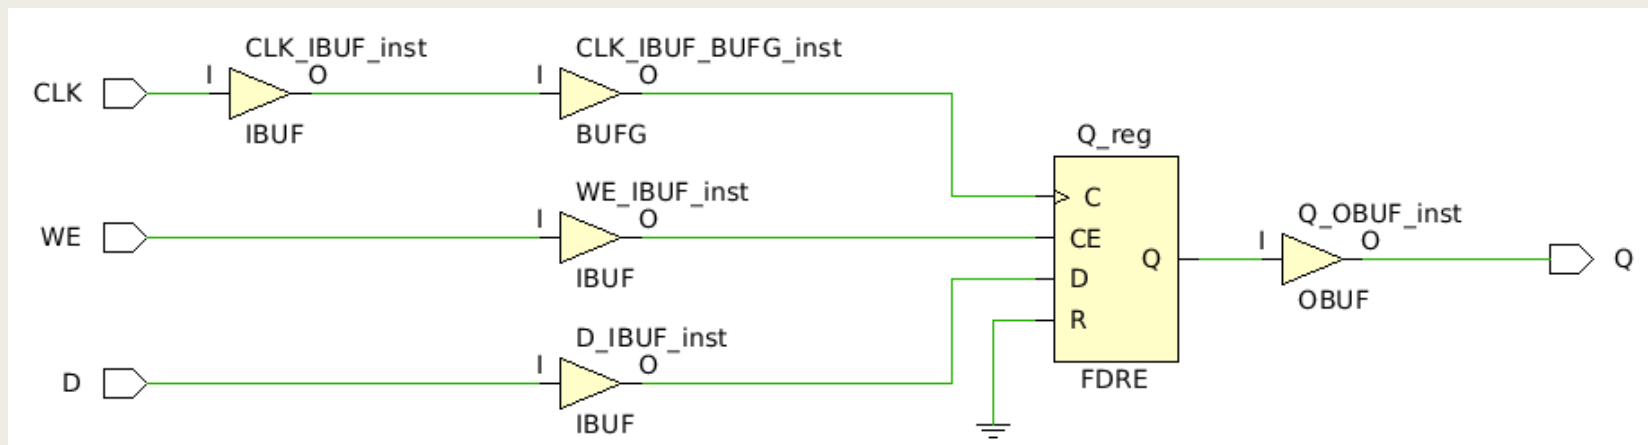 CLK_IBUF_inst
CLK_IBUF_BUFG_inst
I
O
I
O
CLK
IBUF
BUFG
Q_reg
WE_IBUF_inst
C
Q_OBUF_inst
I
O
WE
CE
I
O
Q
Q
IBUF
D
OBUF
R
D_IBUF_inst
I
O
FDRE
D
IBUF